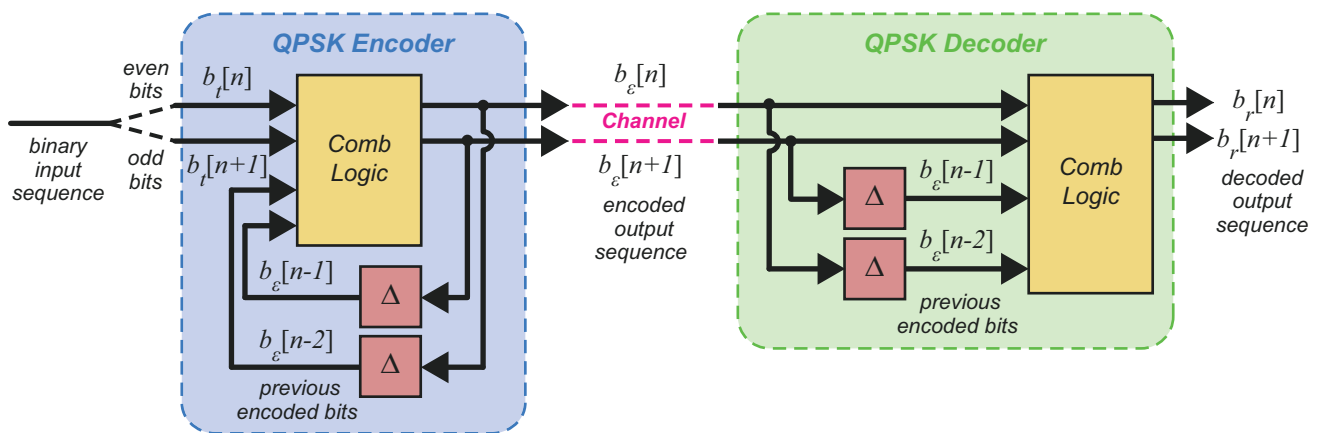 QPSK Encoder
even
bits
b_t[n]
binary
input
sequence
odd
bits
b_t[n+1]
Comb
Logic
b_ε[n-1]
Δ
b_ε[n-2]
Δ
previous
encoded bits
b_ε[n]
Channel
b_ε[n+1]
encoded
output
sequence
QPSK Decoder
b_ε[n-1]
Δ
b_ε[n-2]
Δ
previous
encoded bits
Comb
Logic
b_r[n]
b_r[n+1]
decoded
output
sequence